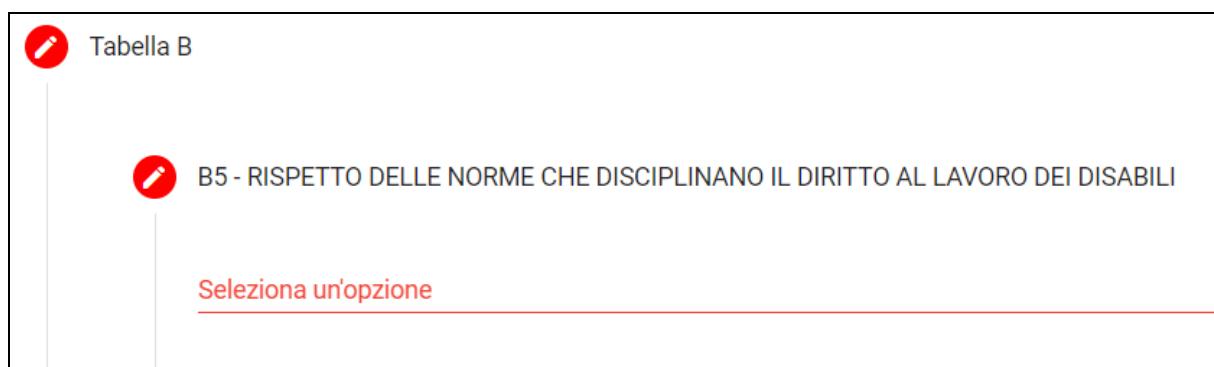 Tabella B
B5 - RISPETTO DELLE NORME CHE DISCIPLINANO IL DIRITTO AL LAVORO DEI DISABILI
Seleziona un'opzione